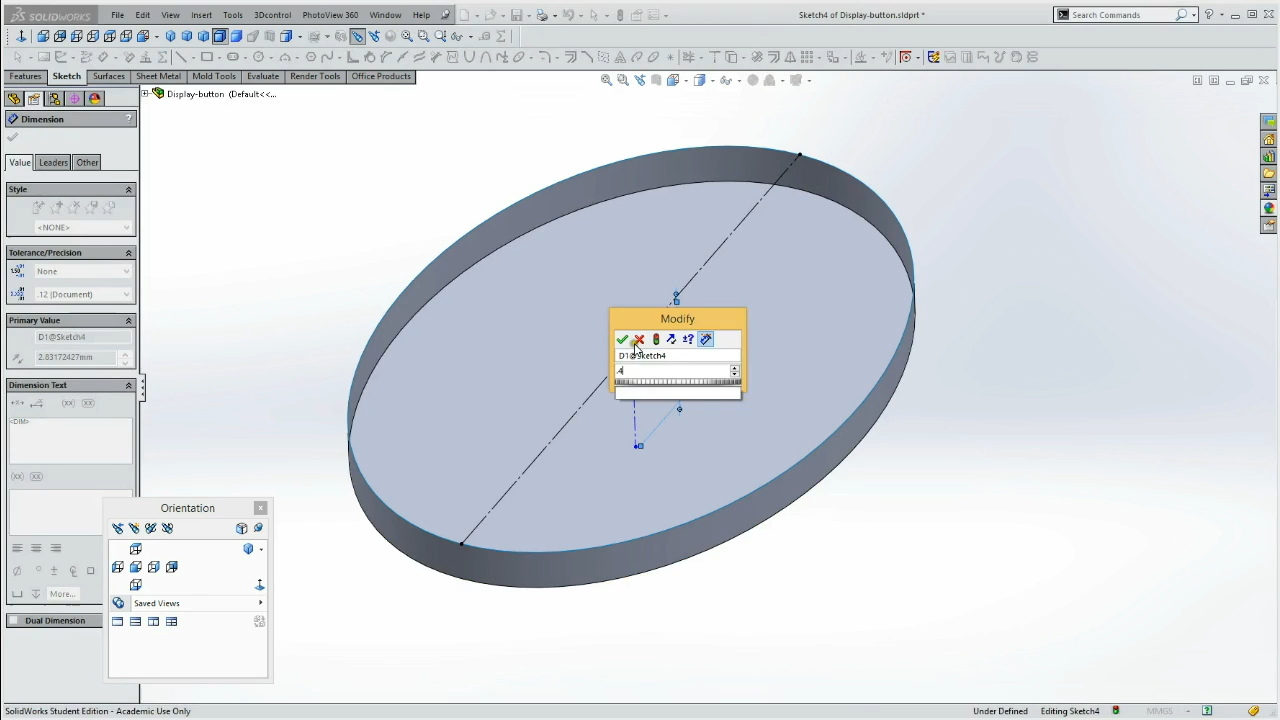 SOLIDWORKS File Edit View Insert Tools 3Dcontrol PhotoView 360 Window Help Sketch4 of Display-button.sldprt * Search Commands
Features Sketch Surfaces Sheet Metal Mold Tools Evaluate Render Tools Office Products
Display-button (Default<<...
Dimension ?
Value Leaders Other
Style
<NONE>
Tolerance/Precision
None
.12 (Document)
Primary Value
D1@Sketch4
2.83172427mm
Dimension Text
<DIM>
More...
Dual Dimension
Modify
D1@Sketch4
.4
Orientation
Saved Views
SolidWorks Student Edition - Academic Use Only Under Defined Editing Sketch4 MMGS